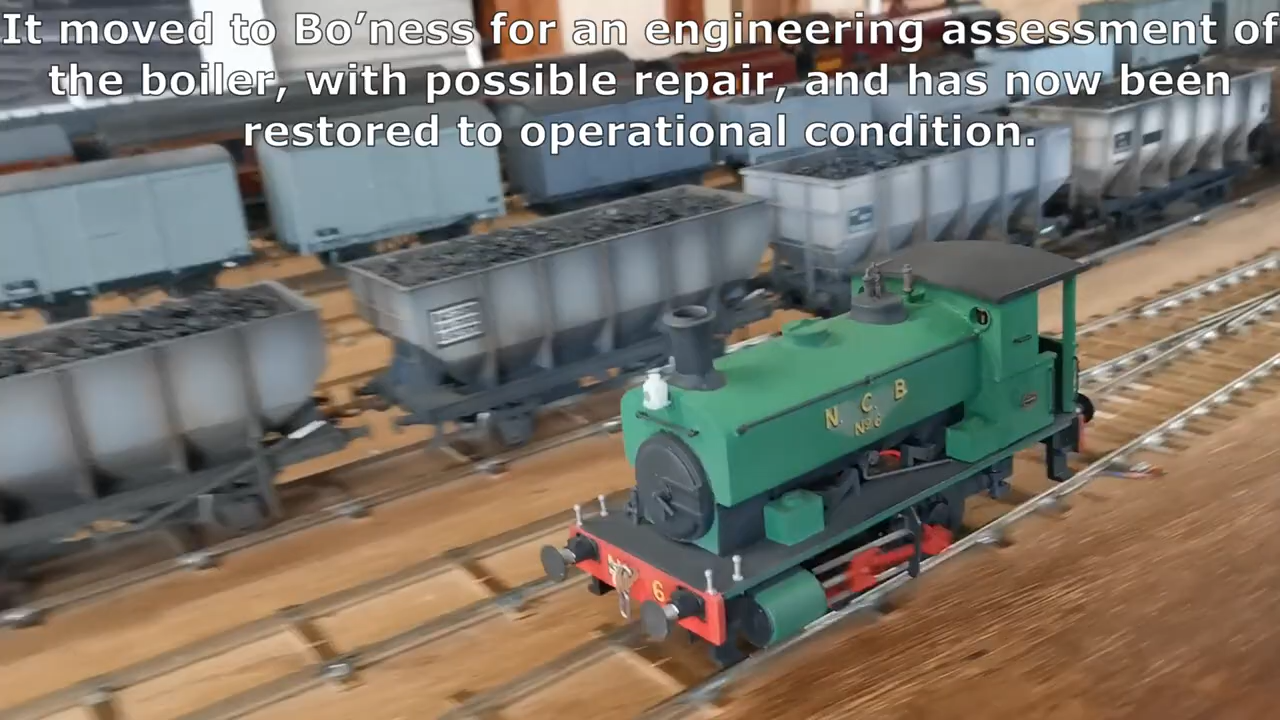 It moved to Bo’ness for an engineering assessment of
the boiler, with possible repair, and has now been
restored to operational condition.
N. C. B
No.6
6